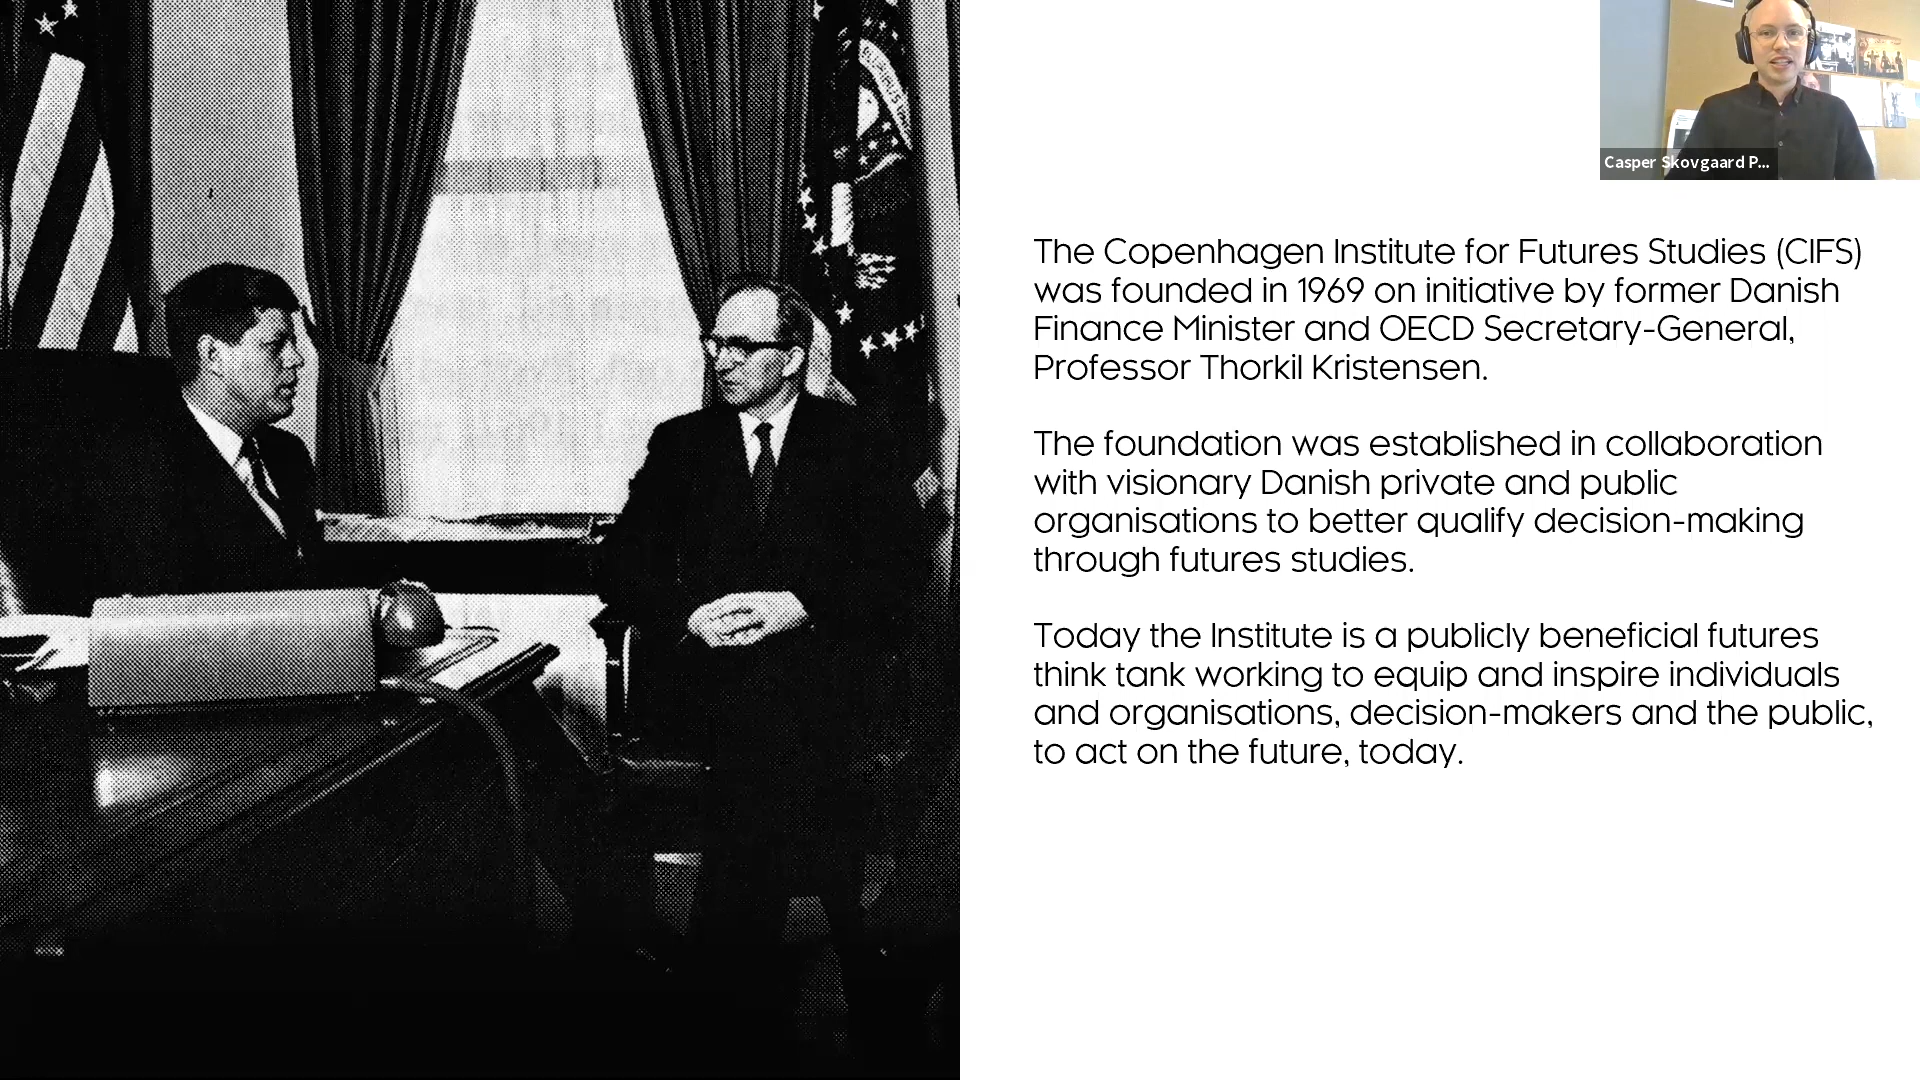 Casper Skovgaard P...
The Copenhagen Institute for Futures Studies (CIFS)
was founded in 1969 on initiative by former Danish
Finance Minister and OECD Secretary-General,
Professor Thorkil Kristensen.
The foundation was established in collaboration
with visionary Danish private and public
organisations to better qualify decision-making
through futures studies.
Today the Institute is a publicly beneficial futures
think tank working to equip and inspire individuals
and organisations, decision-makers and the public,
to act on the future, today.